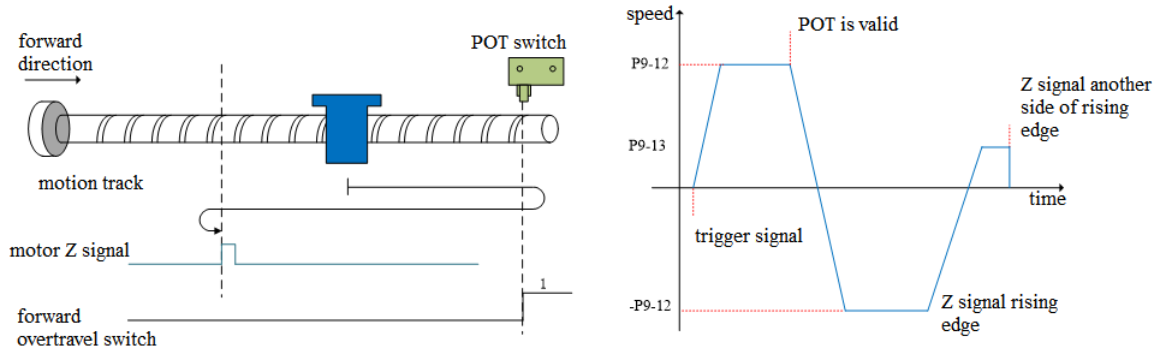 forward
direction
POT switch
motion track
motor Z signal
1
forward
overtravel switch
speed
POT is valid
P9-12
Z signal another
side of rising
edge
P9-13
time
trigger signal
-P9-12
Z signal rising
edge